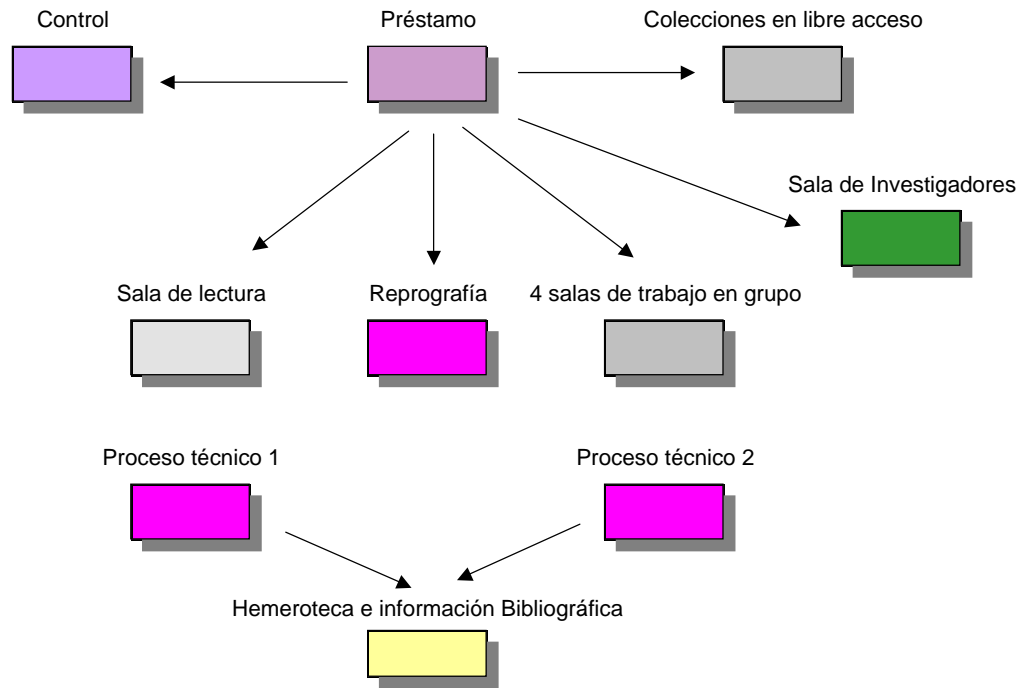 Control
Préstamo
Colecciones en libre acceso
Sala de Investigadores
Sala de lectura
Reprografía
4 salas de trabajo en grupo
Proceso técnico 1
Proceso técnico 2
Hemeroteca e información Bibliográfica